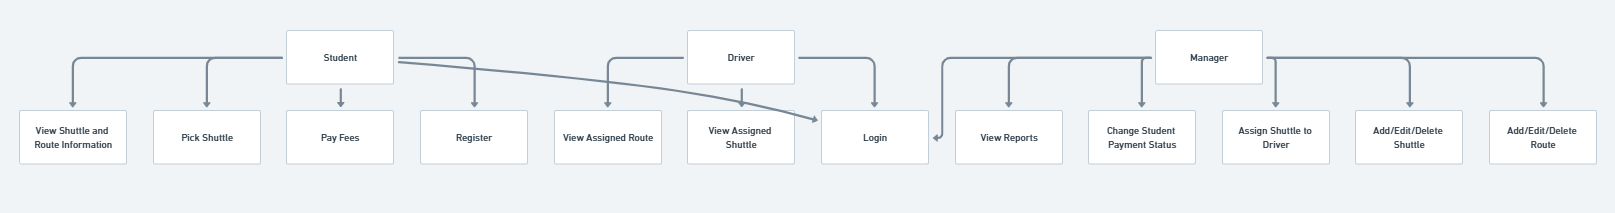 Student
Driver
Manager
View Shuttle and
Route Information
Pick Shuttle
Pay Fees
Register
View Assigned Route
View Assigned
Shuttle
Login
View Reports
Change Student
Payment Status
Assign Shuttle to
Driver
Add/Edit/Delete
Shuttle
Add/Edit/Delete
Route